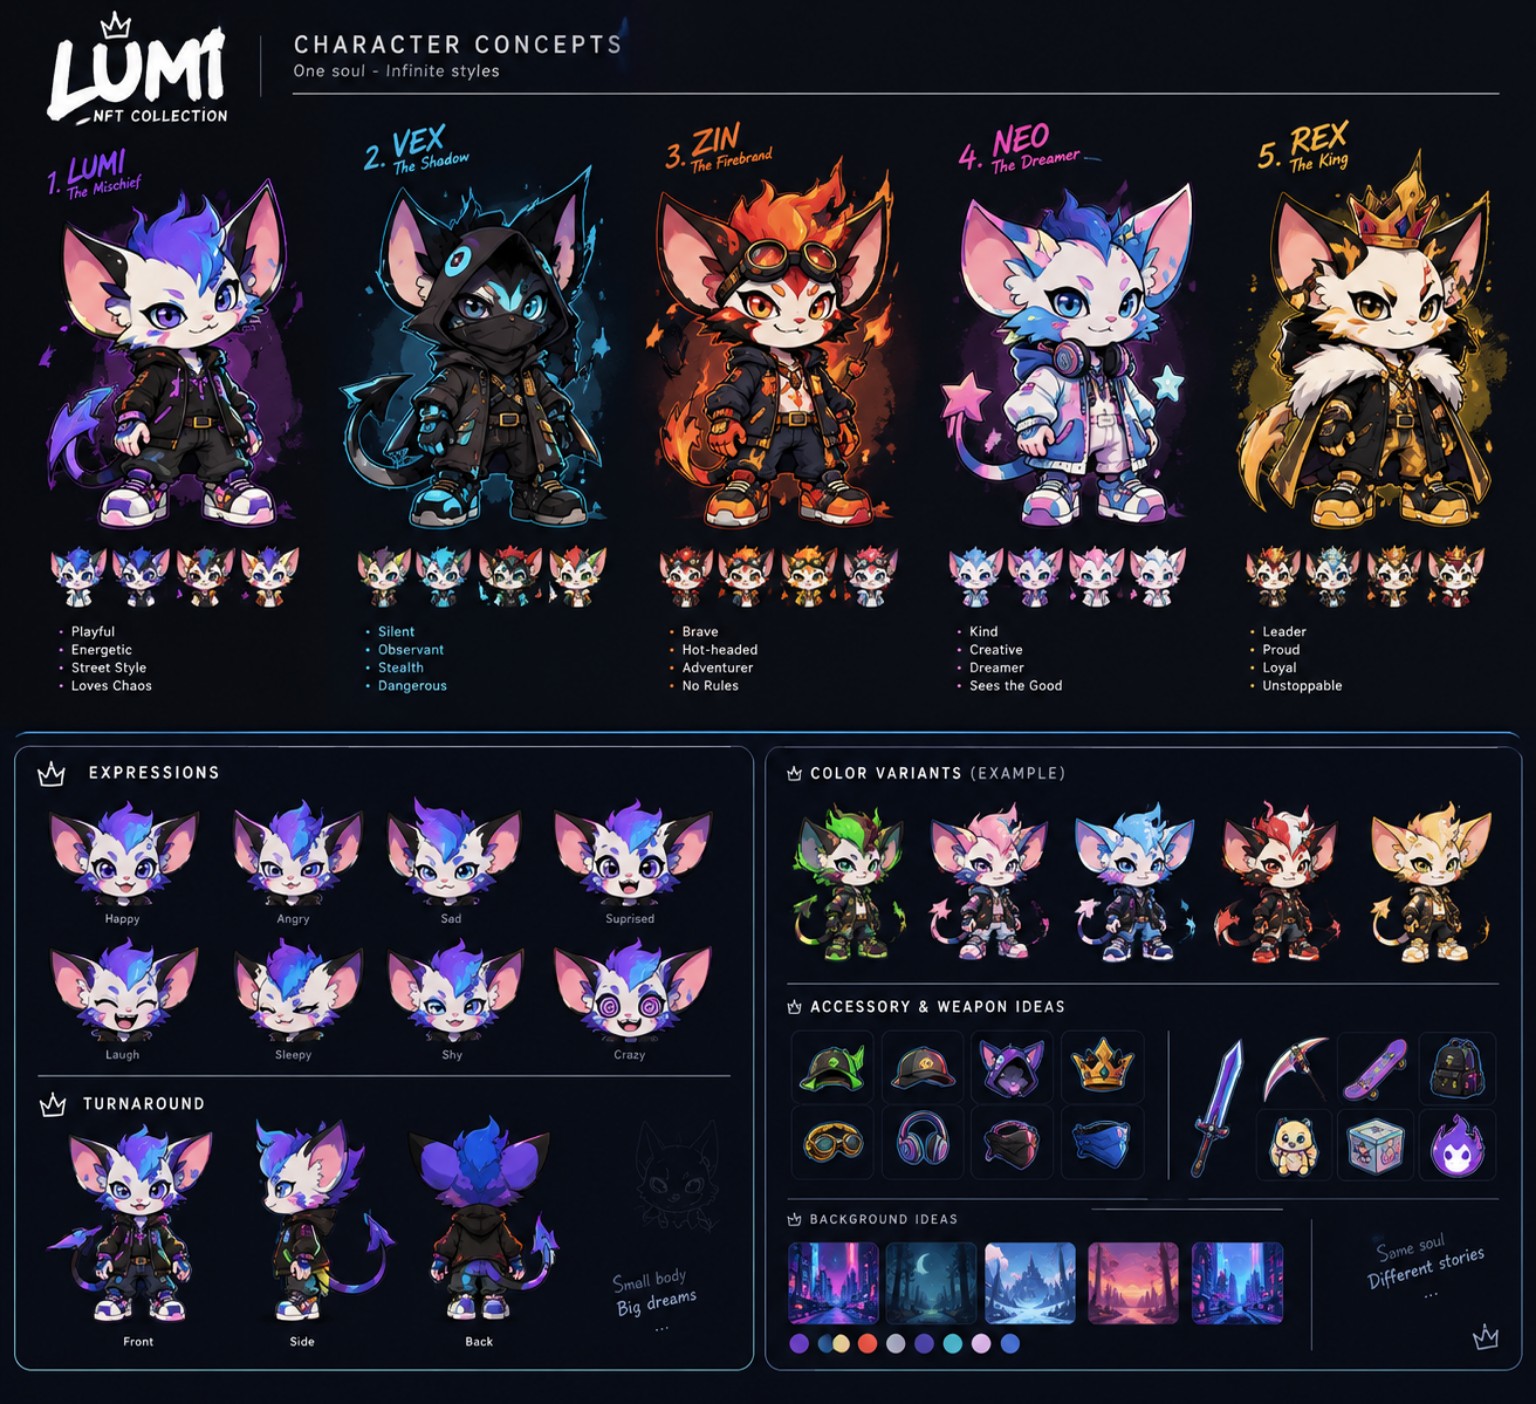 LUMI
NFT COLLECTION
CHARACTER CONCEPTS
One soul - Infinite styles
1. LUMI
The Mischief
2. VEX
The Shadow
3. ZIN
The Firebrand
4. NEO
The Dreamer
5. REX
The King
• Playful
• Energetic
• Street Style
• Loves Chaos
• Silent
• Observant
• Stealth
• Dangerous
• Brave
• Hot-headed
• Adventurer
• No Rules
• Kind
• Creative
• Dreamer
• Sees the Good
• Leader
• Proud
• Loyal
• Unstoppable
EXPRESSIONS
Happy
Angry
Sad
Suprised
Laugh
Sleepy
Shy
Crazy
TURNAROUND
Front
Side
Back
Small body
Big dreams
...
COLOR VARIANTS (EXAMPLE)
ACCESSORY & WEAPON IDEAS
BACKGROUND IDEAS
Same soul
Different stories
...